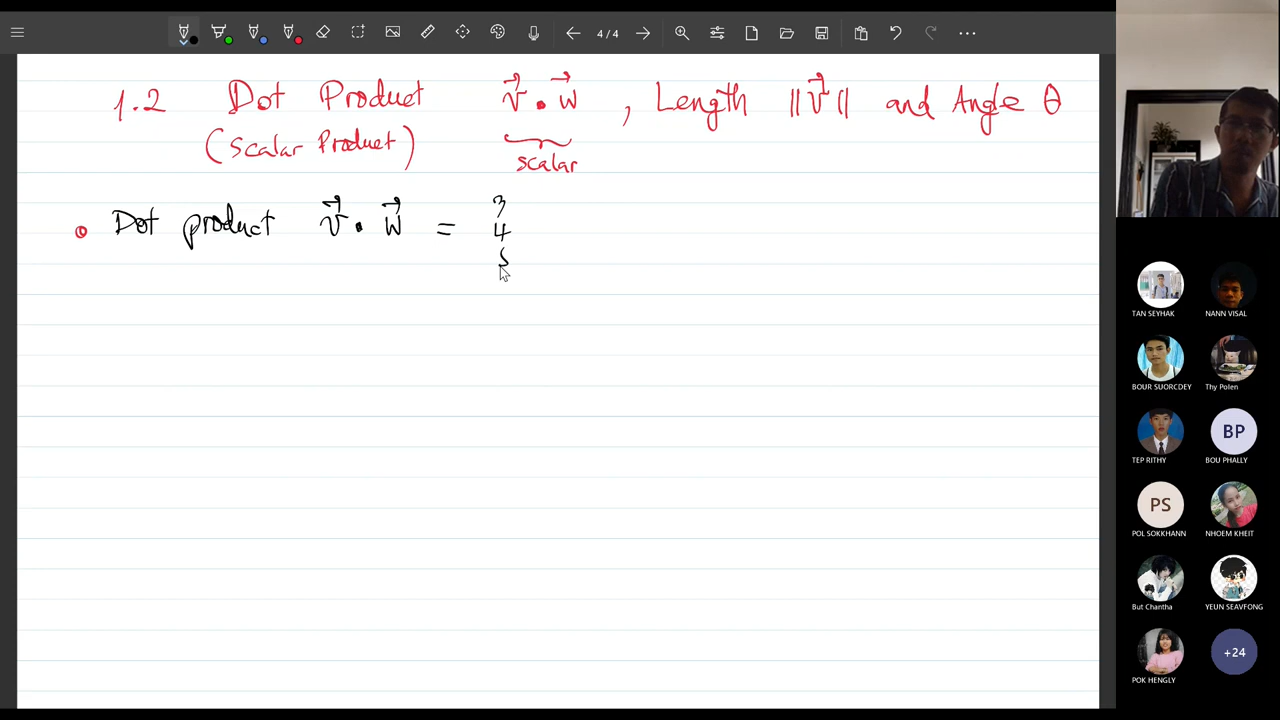 4/4
1.2 Dot Product v⃗ · w⃗ , Length ||v⃗|| and Angle θ
(Scalar Product) scalar
Dot product v⃗ · w⃗ = 3
4
5
TAN SEYHAK NANN VISAL
BOUR SUORCDEY Thy Polen
BP
TEP RITHY BOU PHALLY
PS
POL SOKKHANN NHOEM KHEIT
But Chantha YEUN SEAVFONG
+24
POK HENGLY